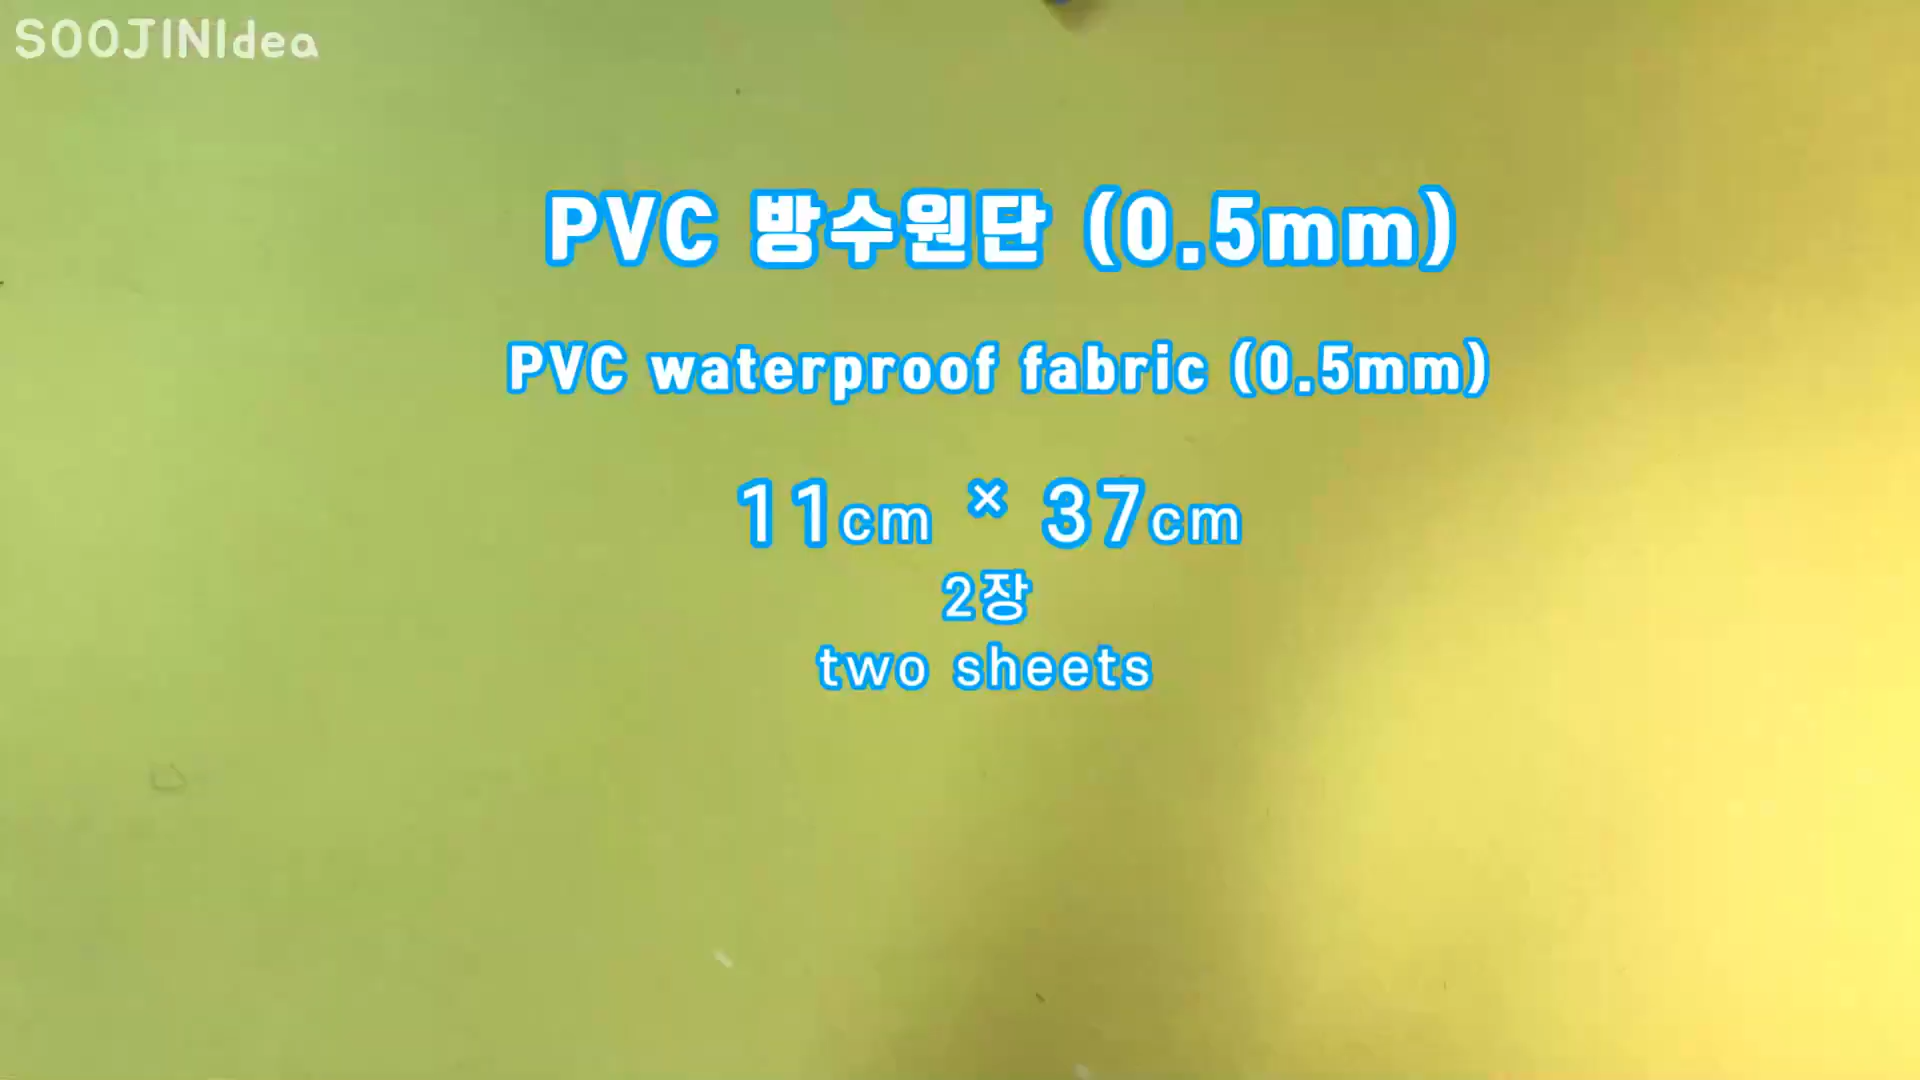 SOOJINIdea
PVC 방수원단 (0.5mm)
PVC waterproof fabric (0.5mm)
11cm × 37cm
2장
two sheets